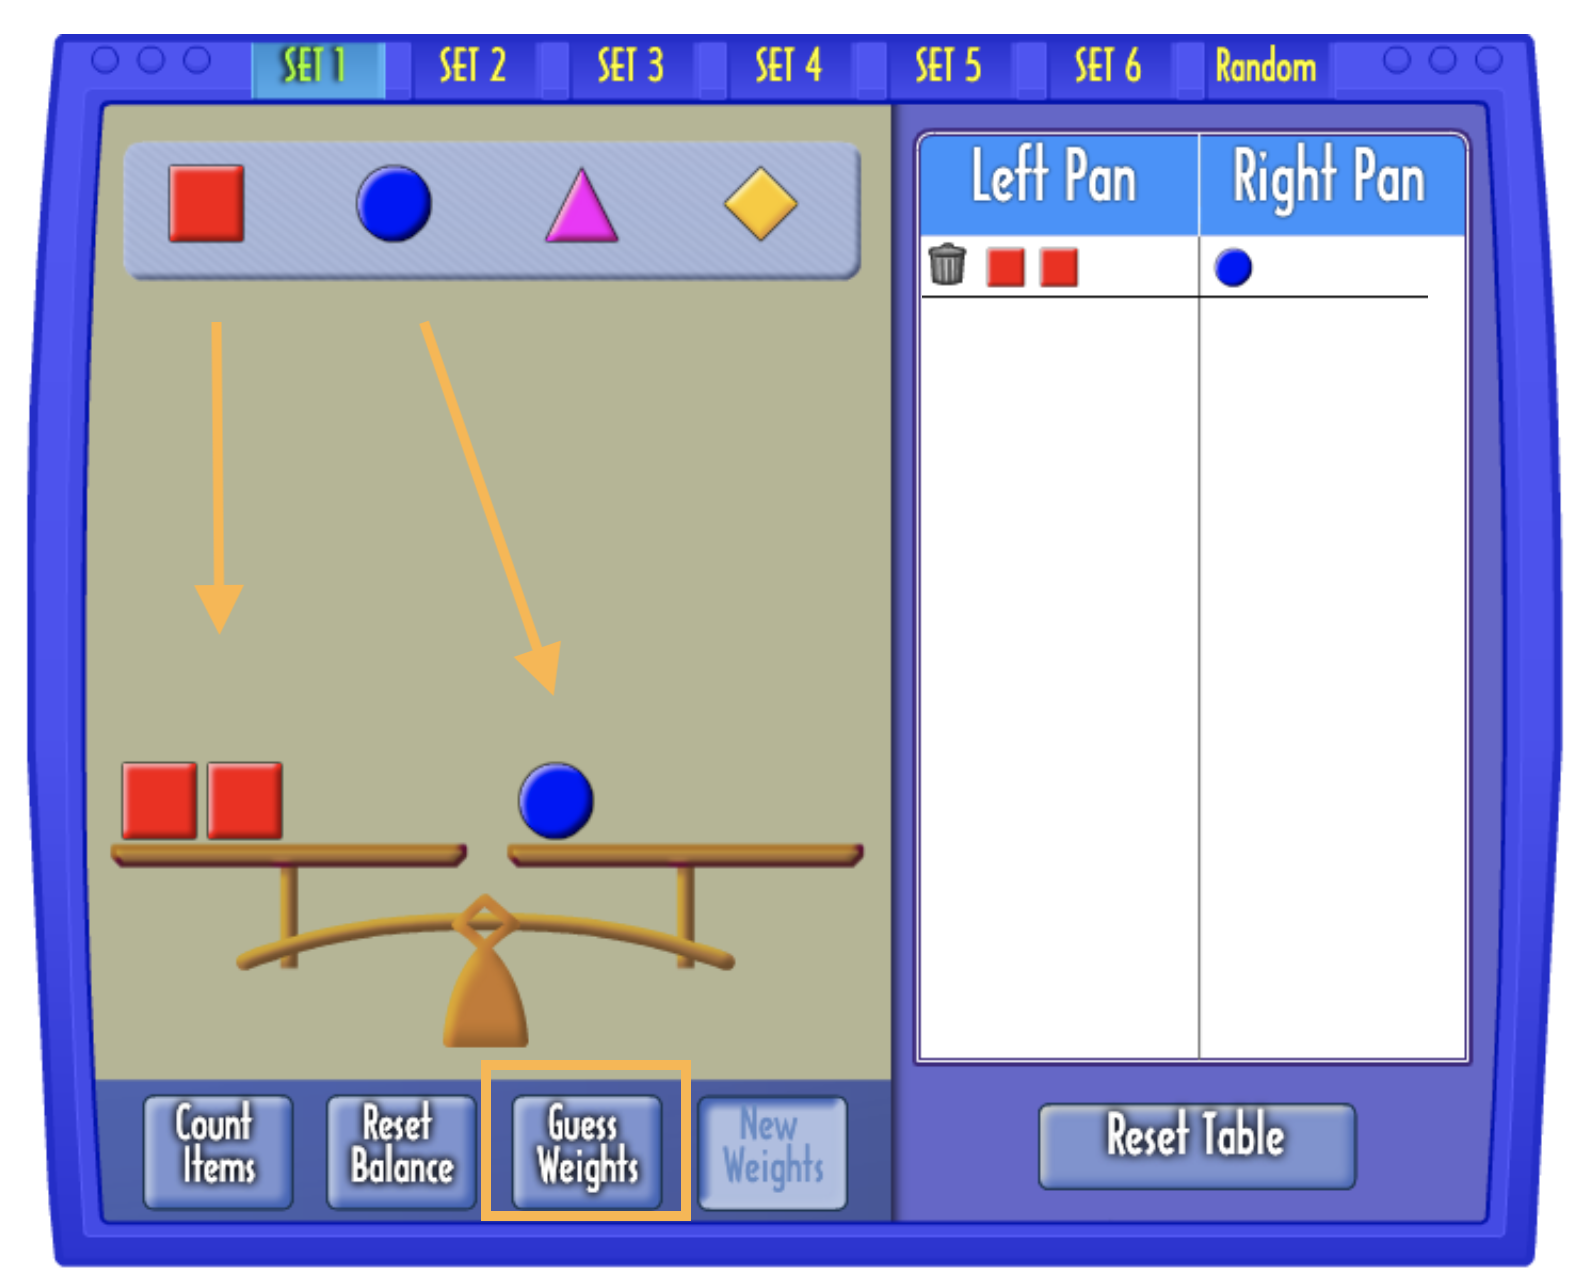 SET 1
SET 2
SET 3
SET 4
SET 5
SET 6
Random
Left Pan
Right Pan
Count
Items
Reset
Balance
Guess
Weights
New
Weights
Reset Table